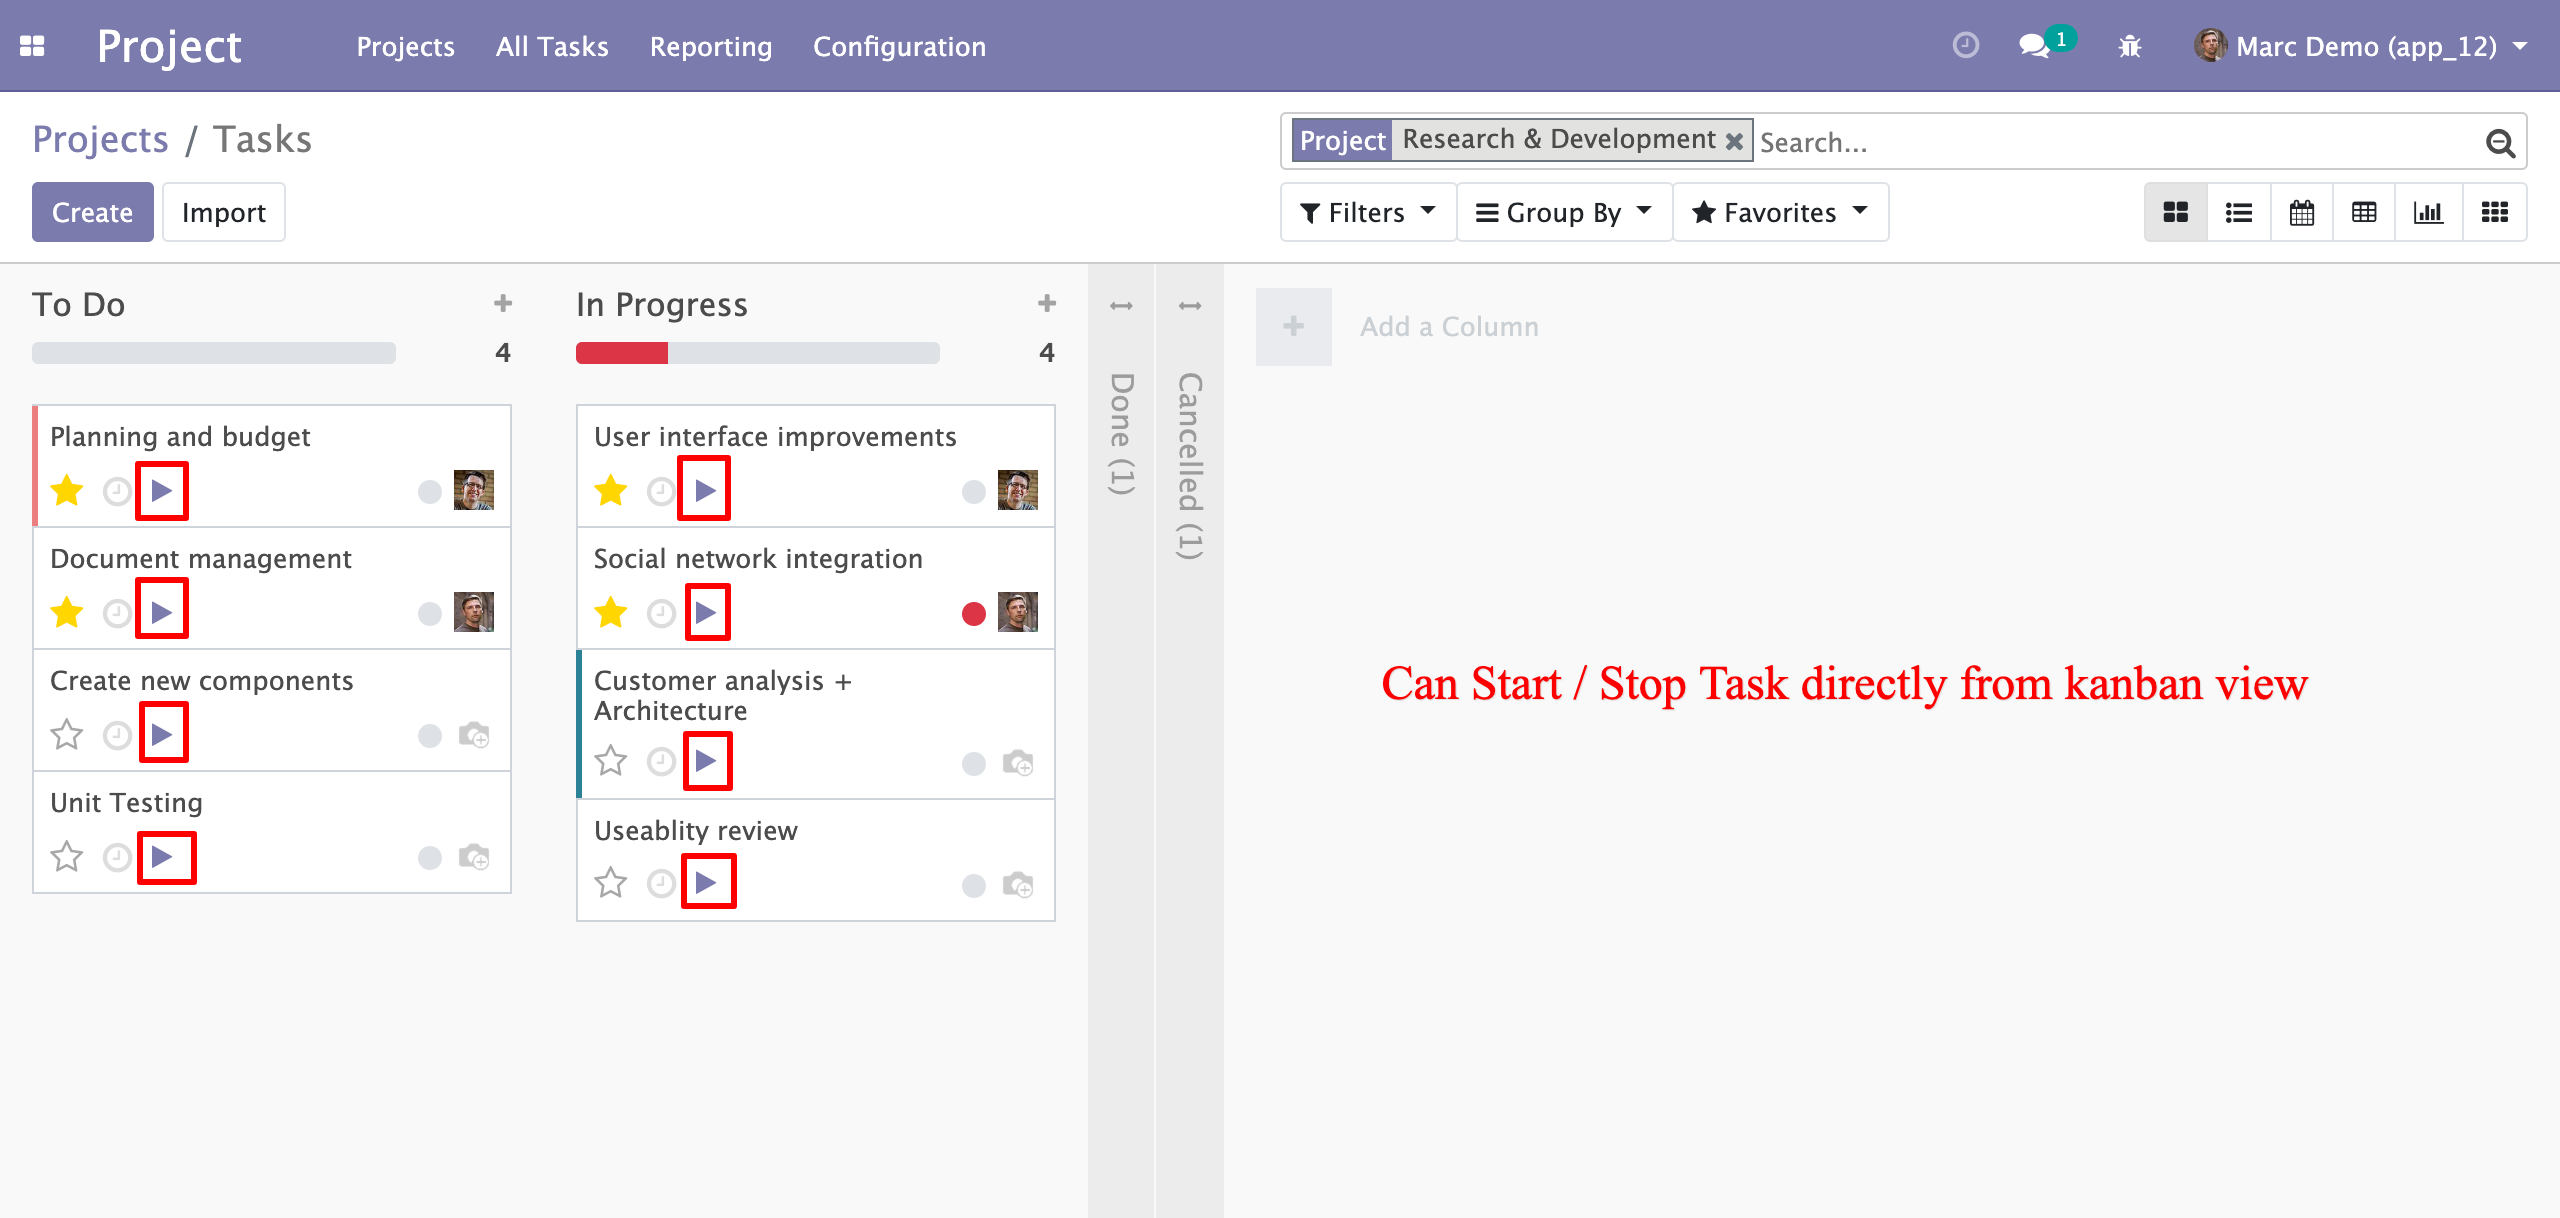 Project
Projects
All Tasks
Reporting
Configuration
1
Marc Demo (app_12)
Projects / Tasks
Project Research & Development
Search...
Create
Import
Filters
Group By
Favorites
To Do
4
Planning and budget
Document management
Create new components
Unit Testing
In Progress
4
User interface improvements
Social network integration
Customer analysis +
Architecture
Useablity review
Done (1)
Cancelled (1)
Add a Column
Can Start / Stop Task directly from kanban view